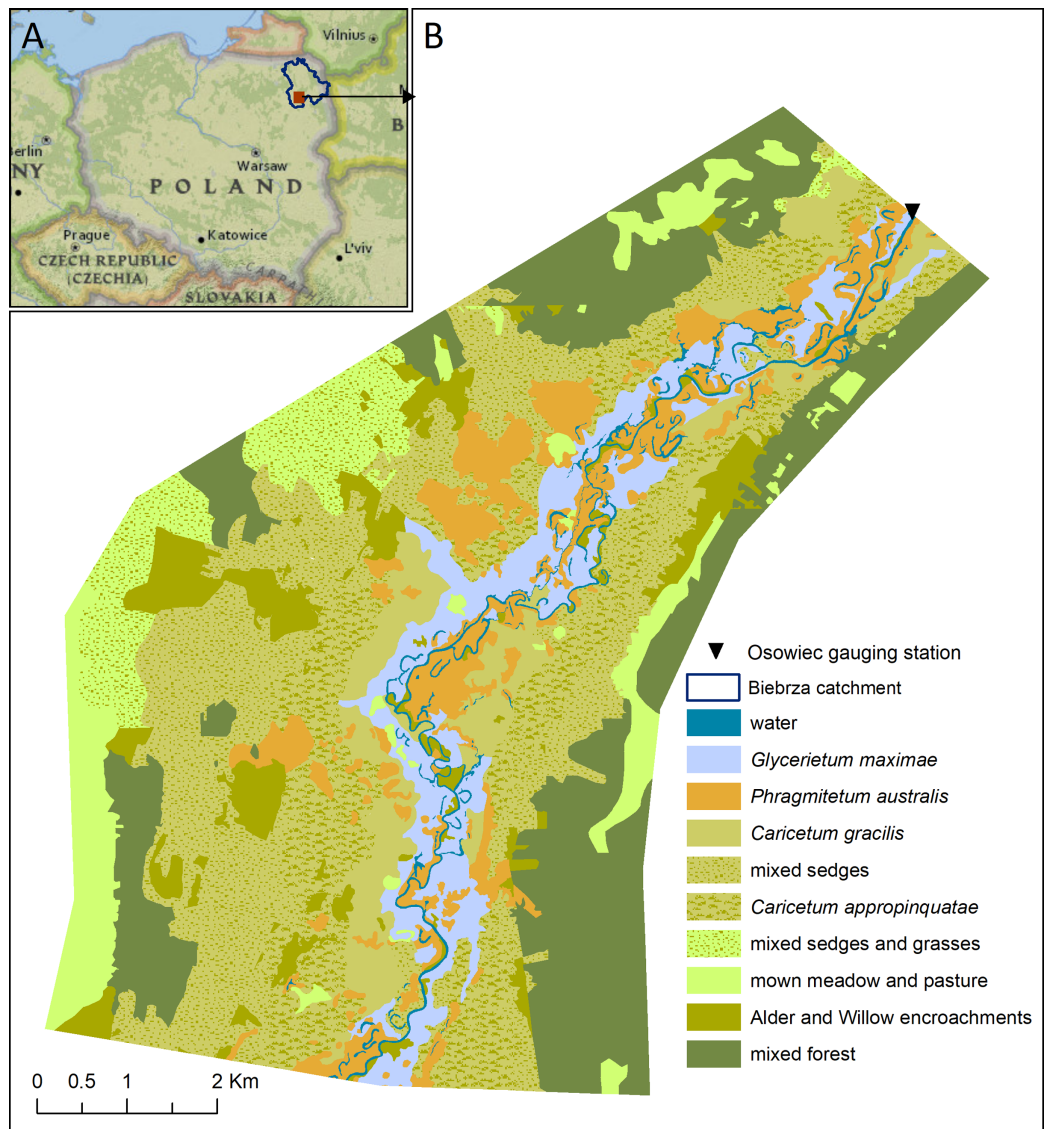 A
B
Vilnius
Berlin
NY
B
Warsaw
POLAND
Prague
Katowice
L'viv
CZECH REPUBLIC
(CZECHIA)
CARPATH
SLOVAKIA
Osowiec gauging station
Biebrza catchment
water
Glycerietum maximae
Phragmitetum australis
Caricetum gracilis
mixed sedges
Caricetum appropinquatae
mixed sedges and grasses
mown meadow and pasture
Alder and Willow encroachments
mixed forest
0 0.5 1 2 Km